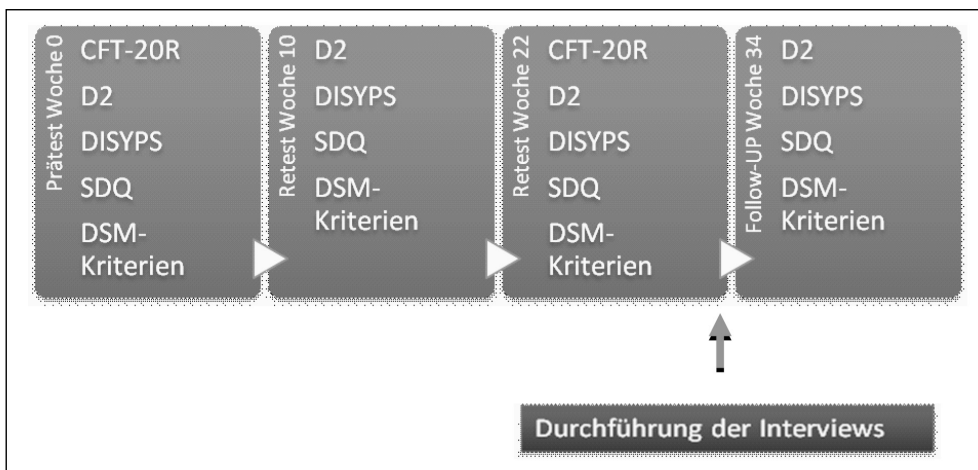 Prätest Woche 0
CFT-20R
D2
DISYPS
SDQ
DSM-
Kriterien
Retest Woche 10
D2
DISYPS
SDQ
DSM-
Kriterien
Retest Woche 22
CFT-20R
D2
DISYPS
SDQ
DSM-
Kriterien
Follow-UP Woche 34
D2
DISYPS
SDQ
DSM-
Kriterien
Durchführung der Interviews